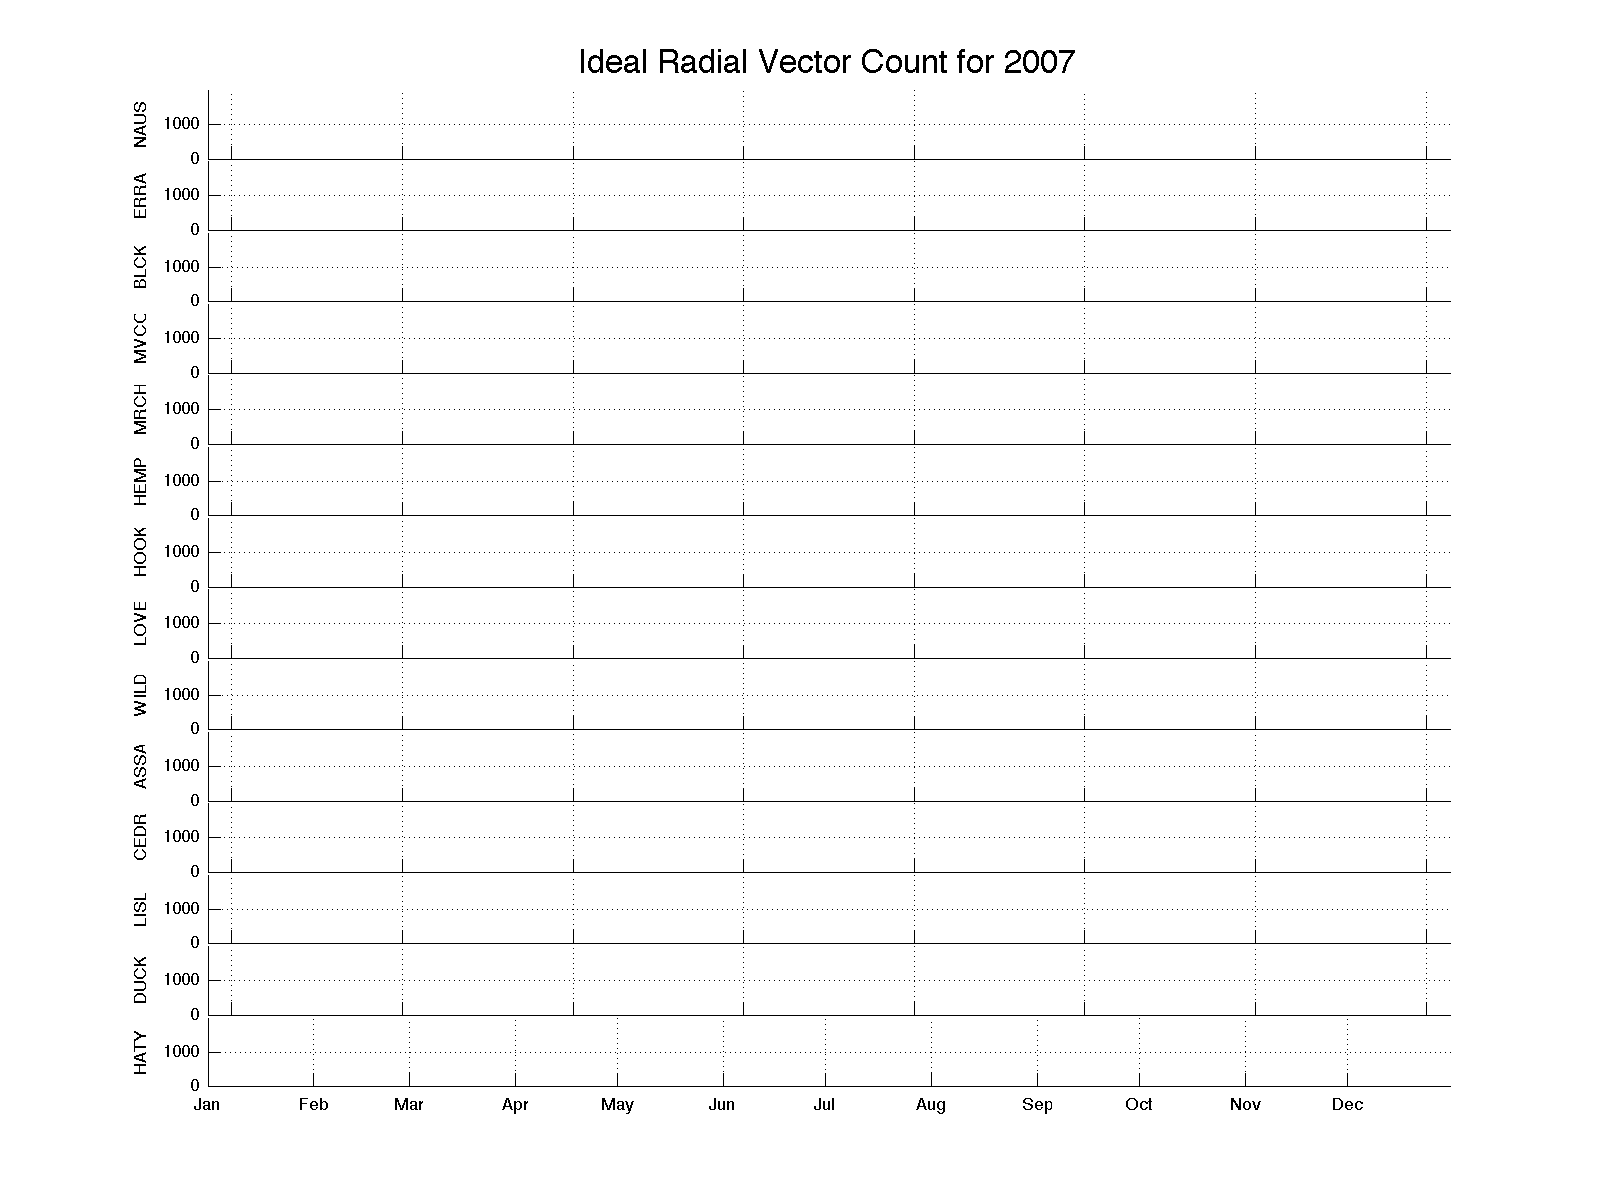 Ideal Radial Vector Count for 2007
NAUS 1000 0
ERRA 1000 0
BLCK 1000 0
MVCC 1000 0
MRCH 1000 0
HEMP 1000 0
HOOK 1000 0
LOVE 1000 0
WILD 1000 0
ASSA 1000 0
CEDR 1000 0
LISL 1000 0
DUCK 1000 0
HATY 1000 0
Jan Feb Mar Apr May Jun Jul Aug Sep Oct Nov Dec